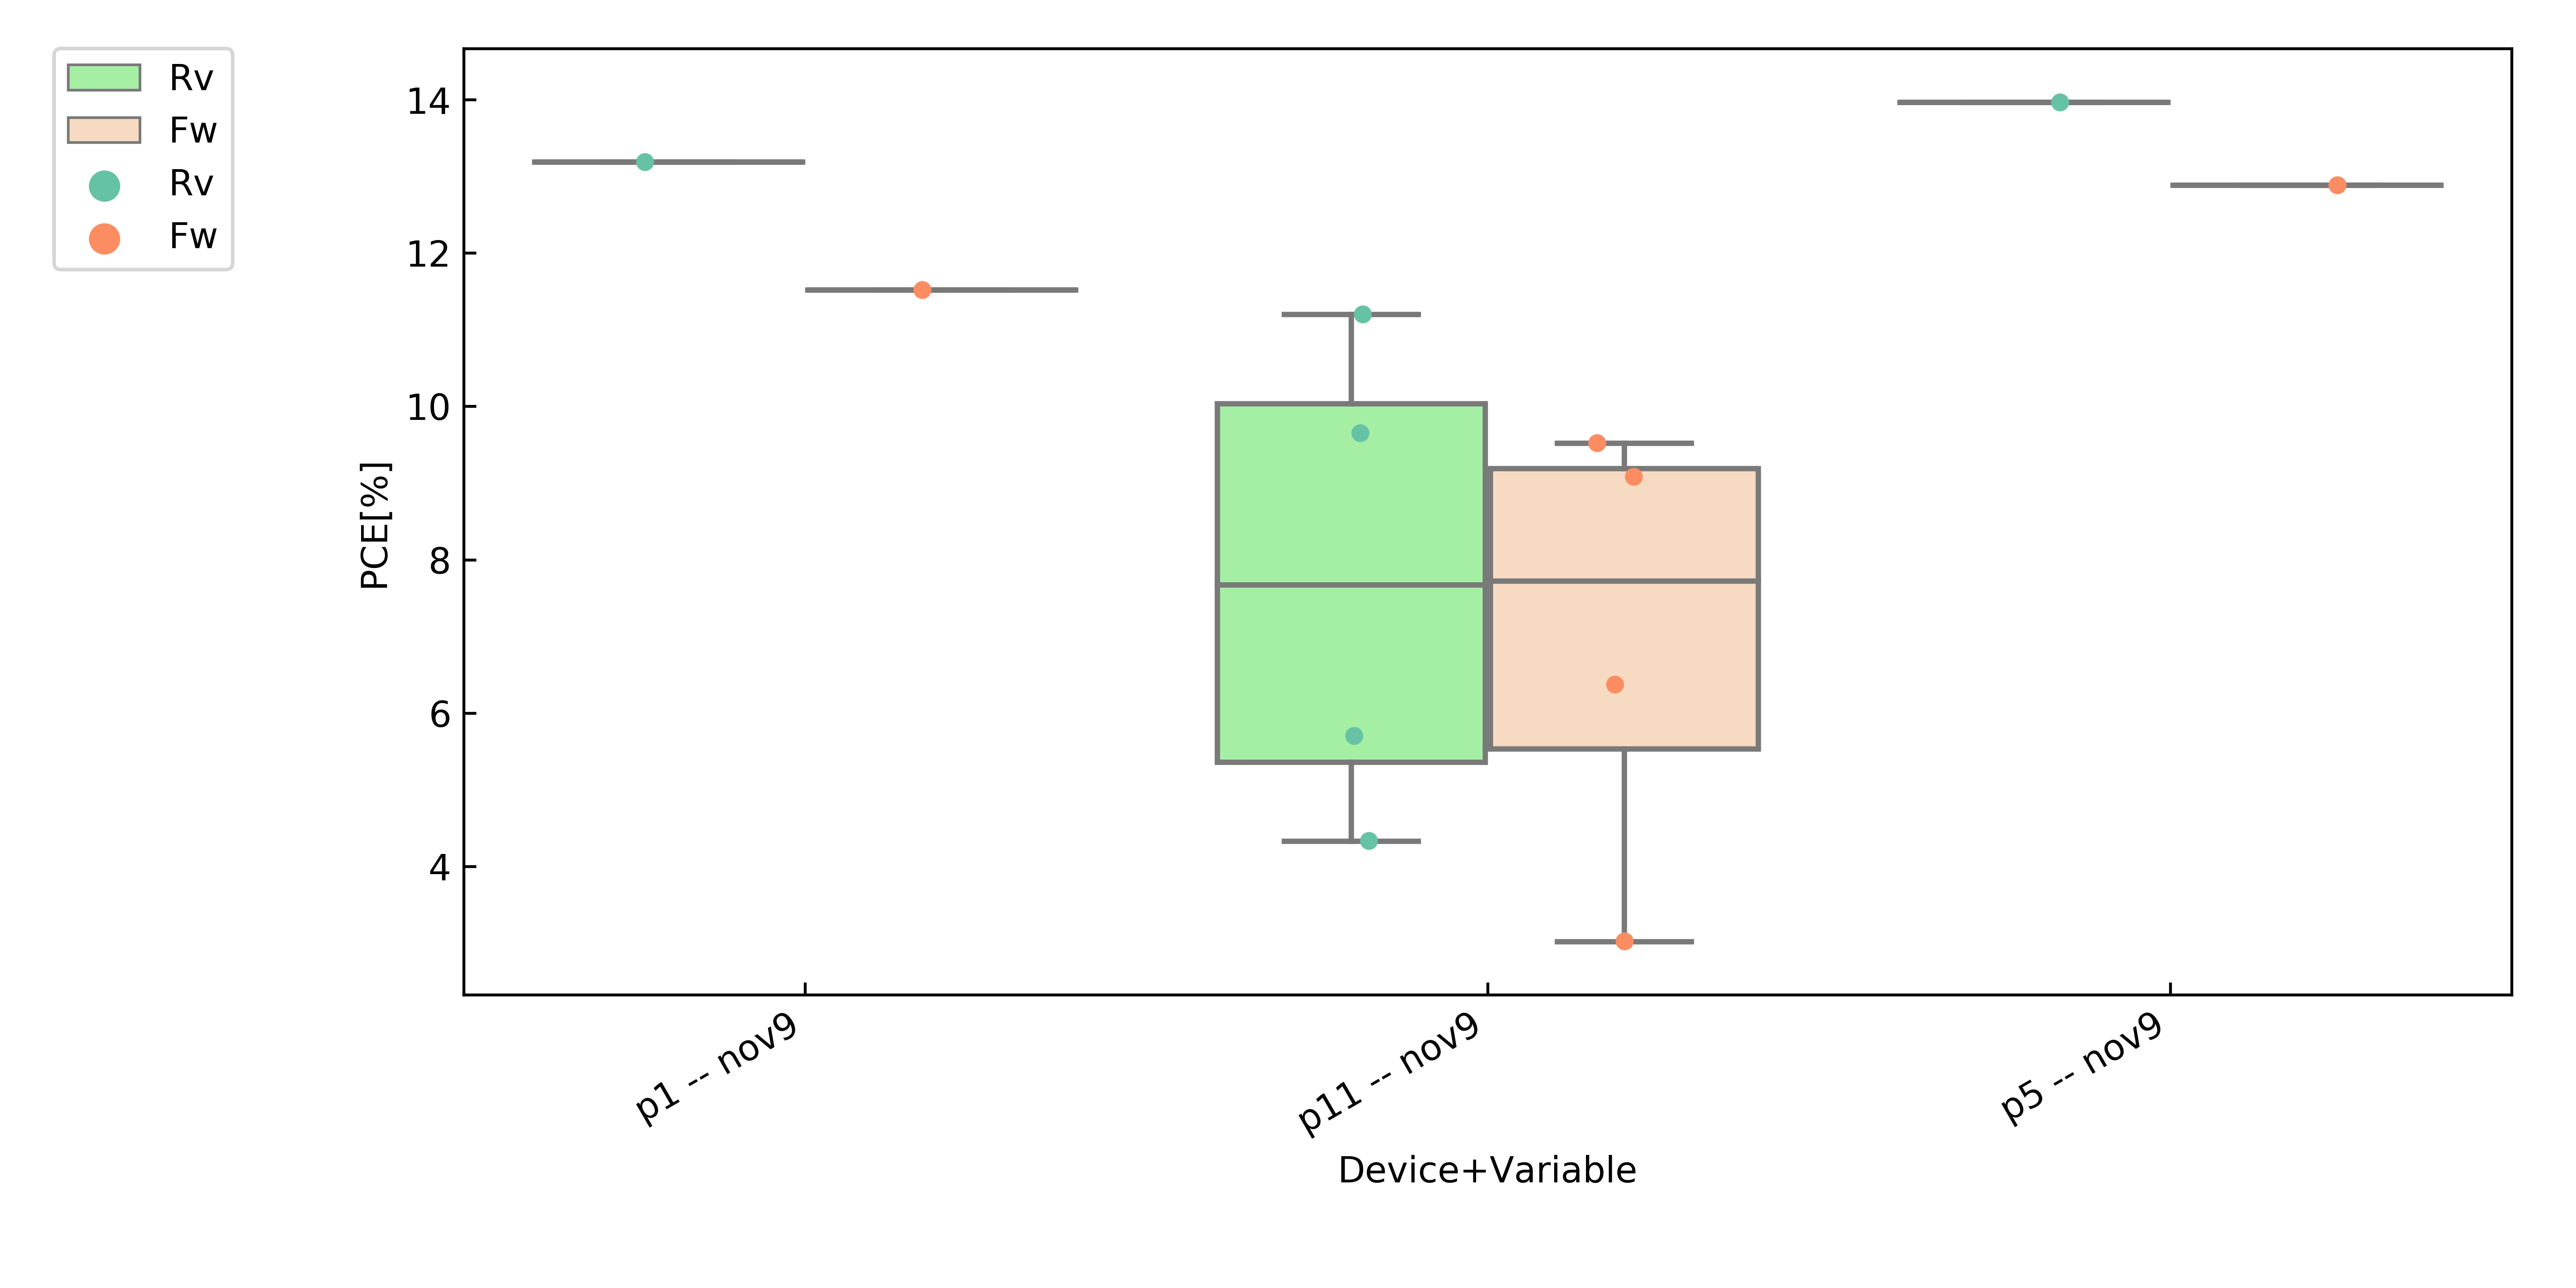 Rv
Fw
Rv
Fw
14
12
10
8
6
4
PCE[%]
p1 -- nov9
p11 -- nov9
p5 -- nov9
Device+Variable